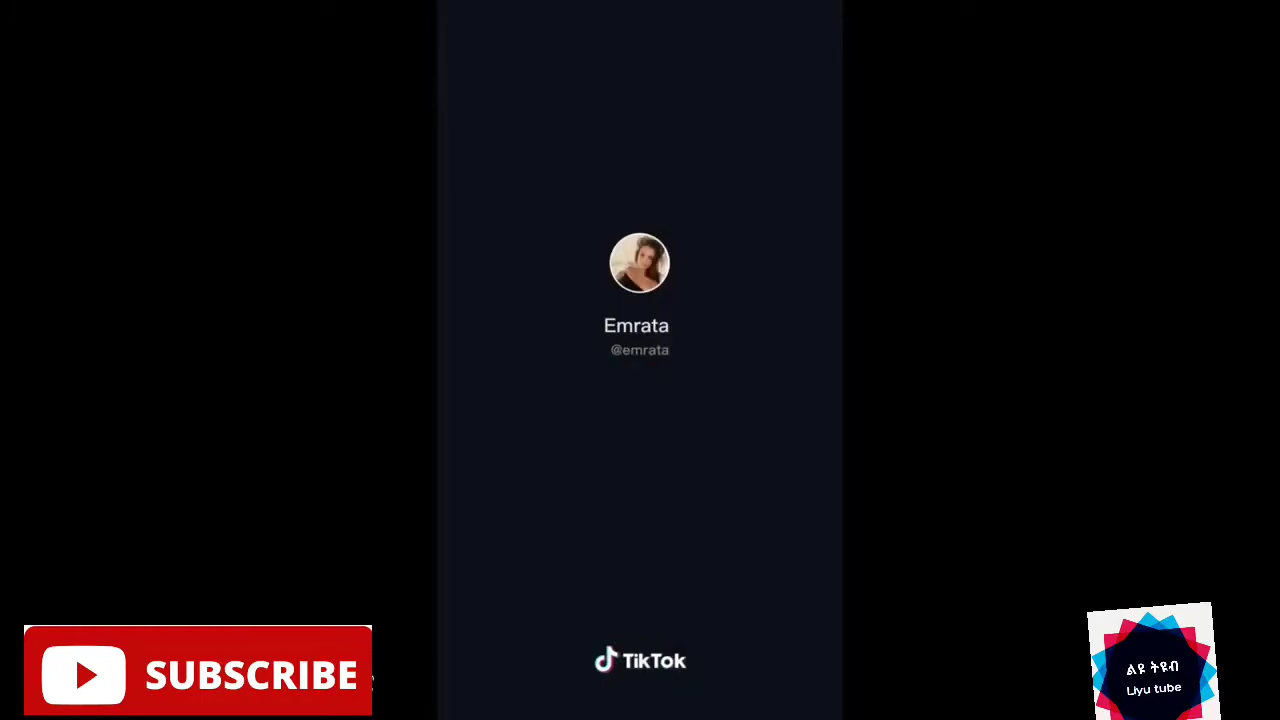 Emrata
@emrata
TikTok
SUBSCRIBE
ልዩ ትዩብ
Liyu tube